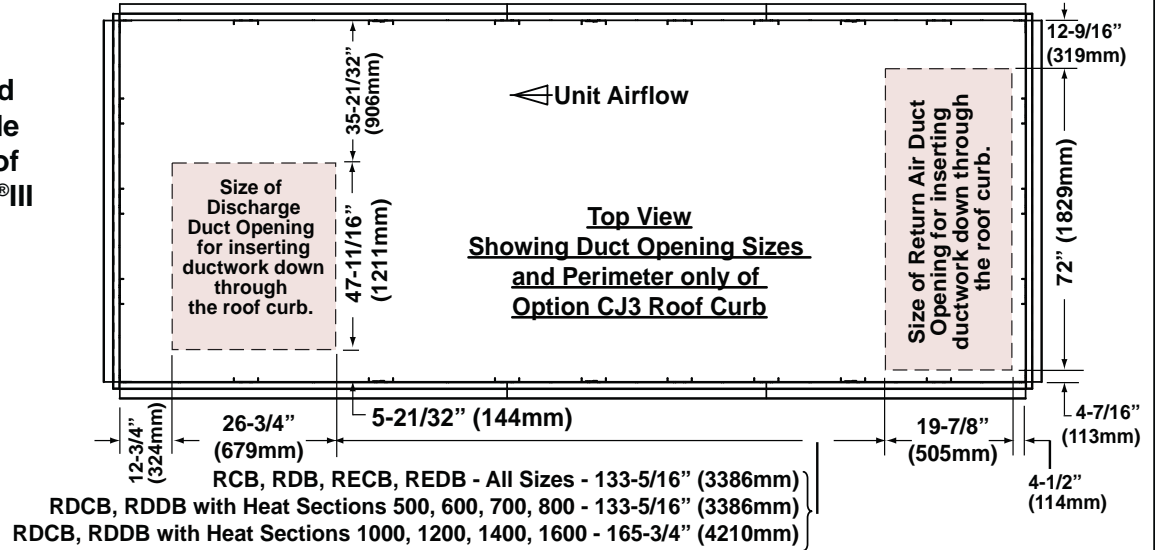 d
le
of
®III
35-21/32”
(906mm)
Unit Airflow
12-9/16”
(319mm)
Size of
Discharge
Duct Opening
for inserting
ductwork down
through
the roof curb.
47-11/16”
(1211mm)
Top View
Showing Duct Opening Sizes
and Perimeter only of
Option CJ3 Roof Curb
Size of Return Air Duct
Opening for inserting
ductwork down through
the roof curb.
72” (1829mm)
12-3/4”
(324mm)
26-3/4”
(679mm)
5-21/32” (144mm)
19-7/8”
(505mm)
4-7/16”
(113mm)
4-1/2”
(114mm)
RCB, RDB, RECB, REDB - All Sizes - 133-5/16” (3386mm)
RDCB, RDDB with Heat Sections 500, 600, 700, 800 - 133-5/16” (3386mm)
RDCB, RDDB with Heat Sections 1000, 1200, 1400, 1600 - 165-3/4” (4210mm)